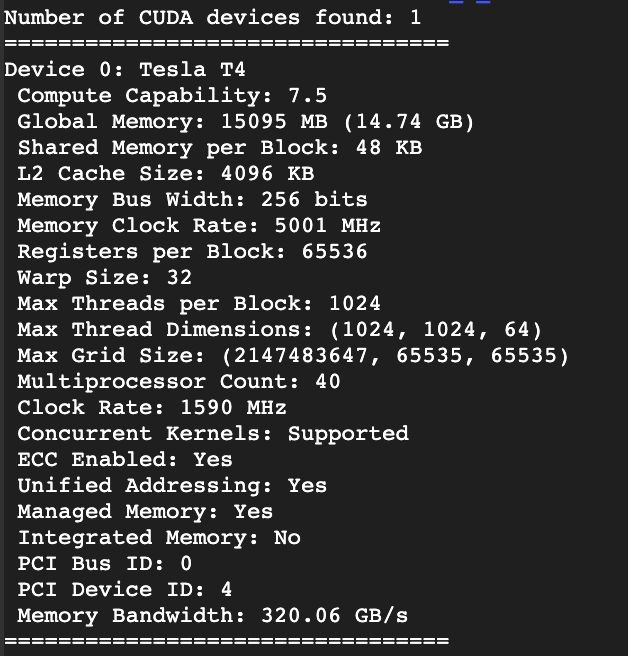 Number of CUDA devices found: 1
=================================
Device 0: Tesla T4
 Compute Capability: 7.5
 Global Memory: 15095 MB (14.74 GB)
 Shared Memory per Block: 48 KB
 L2 Cache Size: 4096 KB
 Memory Bus Width: 256 bits
 Memory Clock Rate: 5001 MHz
 Registers per Block: 65536
 Warp Size: 32
 Max Threads per Block: 1024
 Max Thread Dimensions: (1024, 1024, 64)
 Max Grid Size: (2147483647, 65535, 65535)
 Multiprocessor Count: 40
 Clock Rate: 1590 MHz
 Concurrent Kernels: Supported
 ECC Enabled: Yes
 Unified Addressing: Yes
 Managed Memory: Yes
 Integrated Memory: No
 PCI Bus ID: 0
 PCI Device ID: 4
 Memory Bandwidth: 320.06 GB/s
=================================